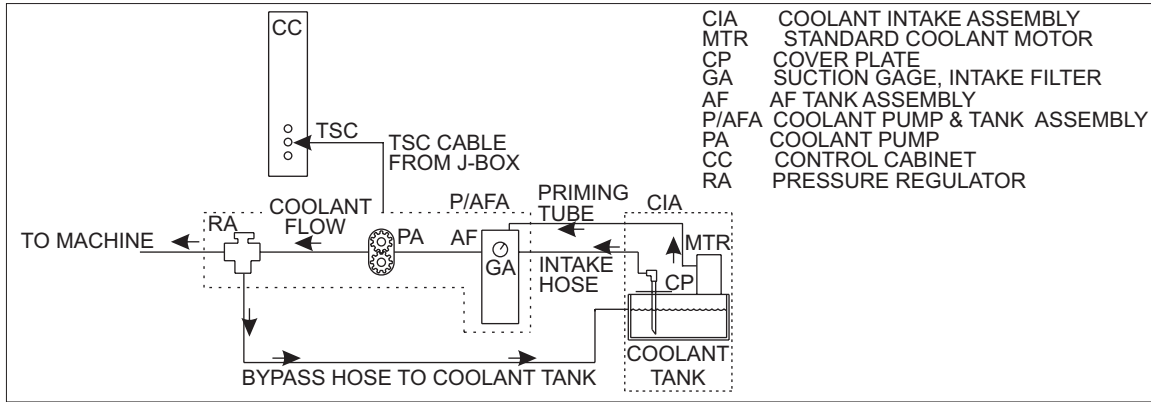 CC
TSC
TSC CABLE
FROM J-BOX
CIA COOLANT INTAKE ASSEMBLY
MTR STANDARD COOLANT MOTOR
CP COVER PLATE
GA SUCTION GAGE, INTAKE FILTER
AF AF TANK ASSEMBLY
P/AFA COOLANT PUMP & TANK ASSEMBLY
PA COOLANT PUMP
CC CONTROL CABINET
RA PRESSURE REGULATOR
TO MACHINE
RA
COOLANT
FLOW
PA
P/AFA
AF
GA
PRIMING
TUBE
INTAKE
HOSE
CIA
MTR
CP
COOLANT
TANK
BYPASS HOSE TO COOLANT TANK